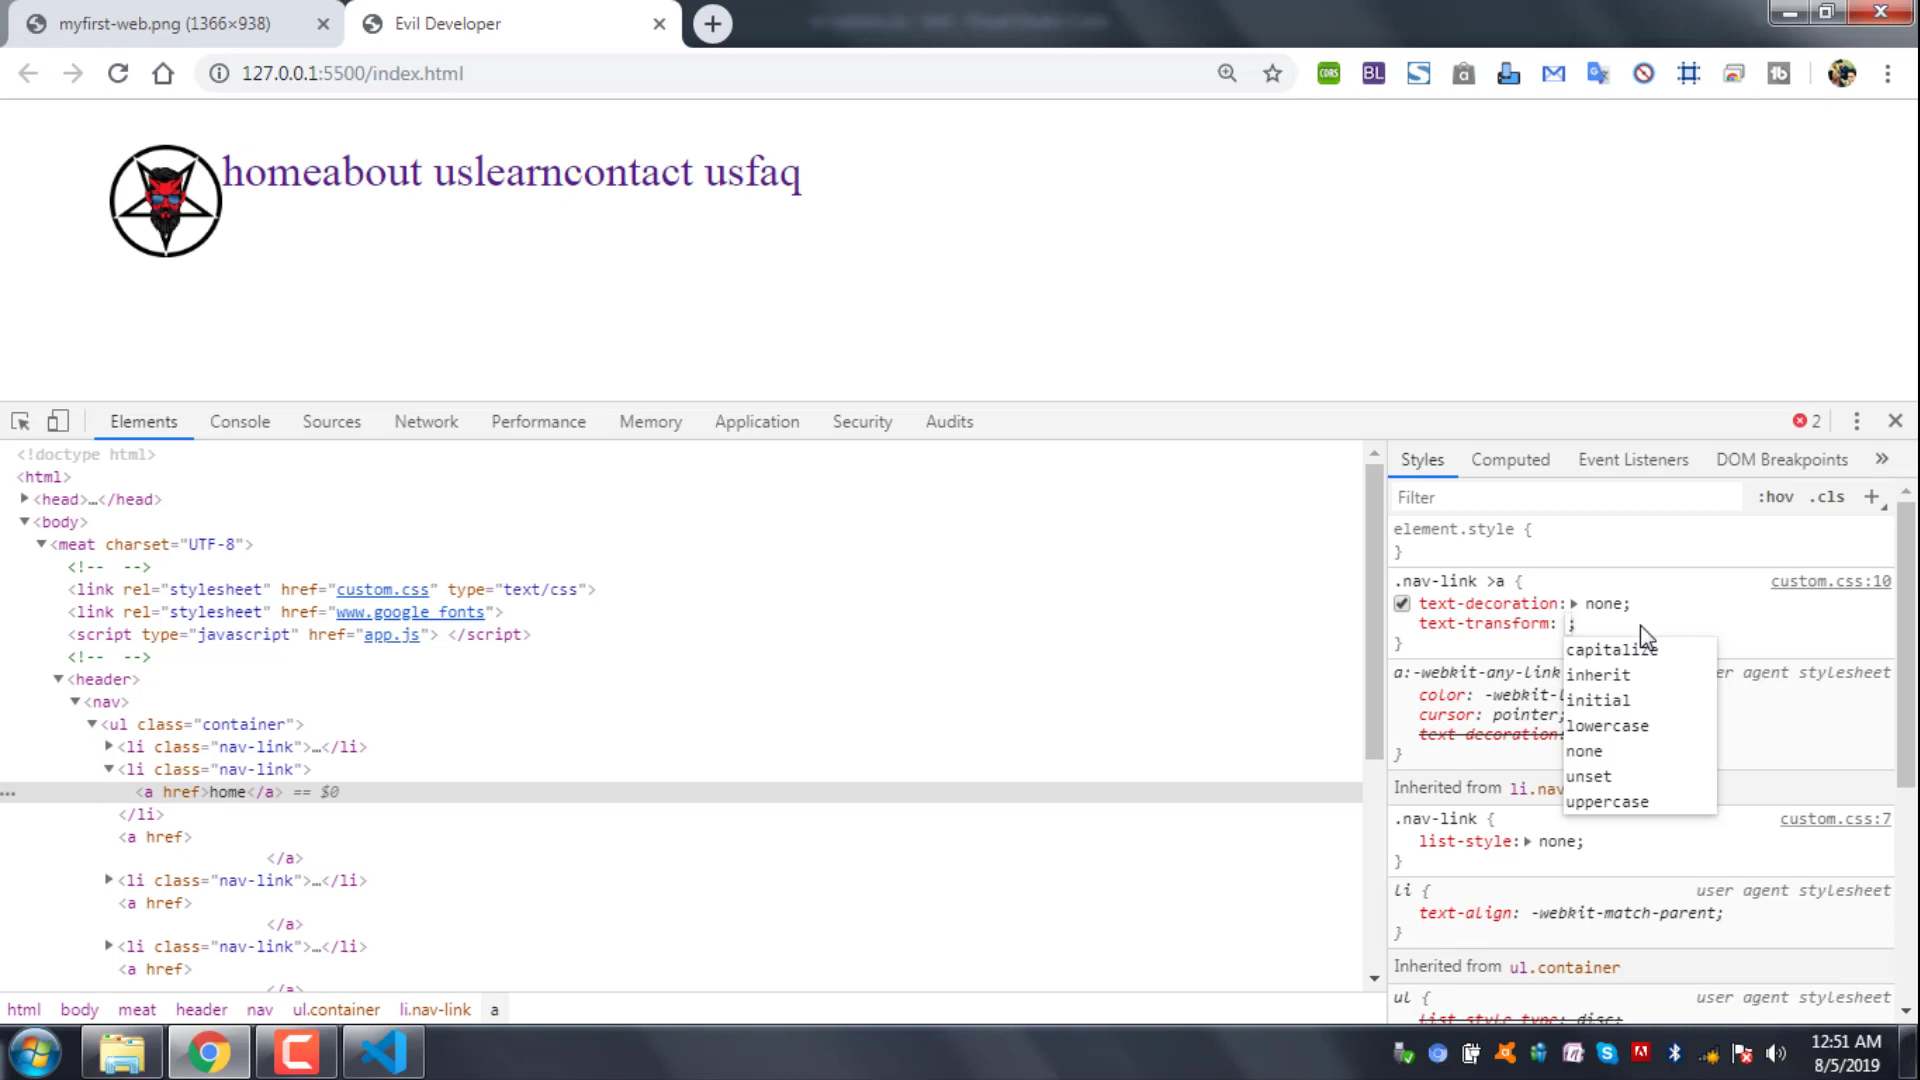 myfirst-web.png (1366×938)
Evil Developer
127.0.0.1:5500/index.html
CORS
BL
homeabout uslearncontact usfaq
Elements Console Sources Network Performance Memory Application Security Audits
2
<!doctype html>
<html>
<head>…</head>
<body>
<meat charset="UTF-8">
<!-- -->
<link rel="stylesheet" href="custom.css" type="text/css">
<link rel="stylesheet" href="www.google fonts">
<script type="javascript" href="app.js"> </script>
<!-- -->
<header>
<nav>
<ul class="container">
<li class="nav-link">…</li>
<li class="nav-link">
<a href>home</a> == $0
</li>
<a href>
</a>
<li class="nav-link">…</li>
<a href>
</a>
<li class="nav-link">…</li>
<a href>
</a>
html body meat header nav ul.container li.nav-link a
Styles Computed Event Listeners DOM Breakpoints
Filter :hov .cls
element.style {
}
.nav-link >a { custom.css:10
text-decoration: none;
text-transform: ;
}
capitalize
inherit
initial
lowercase
none
unset
uppercase
a:-webkit-any-link er agent stylesheet
color: -webkit-l
cursor: pointer;
text-decoration:
}
Inherited from li.nav
.nav-link { custom.css:7
list-style: none;
}
li { user agent stylesheet
text-align: -webkit-match-parent;
}
Inherited from ul.container
ul { user agent stylesheet
list-style-type: disc;
12:51 AM
8/5/2019